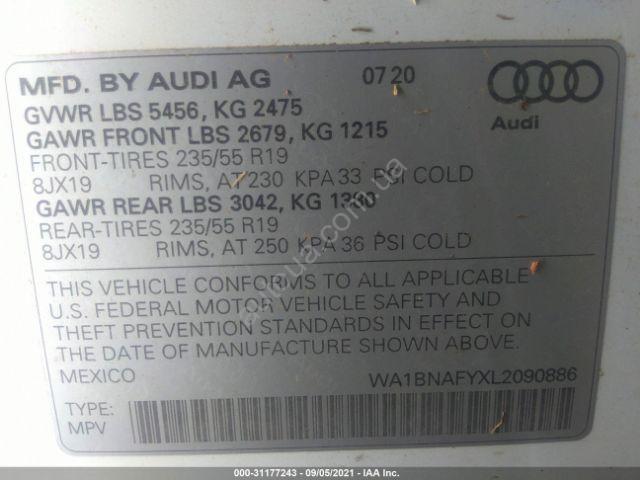 MFD. BY AUDI AG 07 20
GVWR LBS 5456, KG 2475
GAWR FRONT LBS 2679, KG 1215
FRONT-TIRES 235/55 R19
8JX19 RIMS, AT 230 KPA 33 PSI COLD
GAWR REAR LBS 3042, KG 1380
REAR-TIRES 235/55 R19
8JX19 RIMS, AT 250 KPA 36 PSI COLD
Audi
THIS VEHICLE CONFORMS TO ALL APPLICABLE
U.S. FEDERAL MOTOR VEHICLE SAFETY AND
THEFT PREVENTION STANDARDS IN EFFECT ON
THE DATE OF MANUFACTURE SHOWN ABOVE.
MEXICO WA1BNAFYXL2090886
TYPE:
MPV
000-31177243 - 09/05/2021 - IAA Inc.